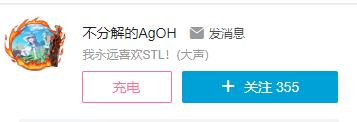 不分解的AgOH 发消息
我永远喜欢STL！(大声)
充电 + 关注 355